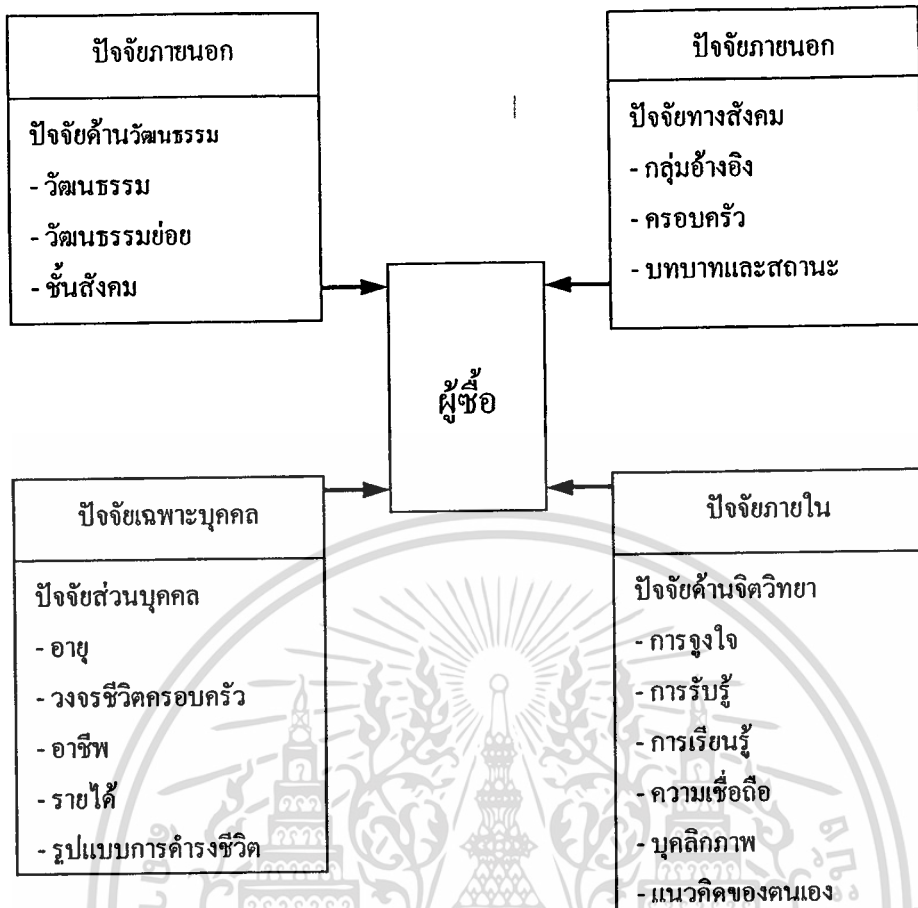 ปัจจัยภายนอก
ปัจจัยด้านวัฒนธรรม
- วัฒนธรรม
- วัฒนธรรมย่อย
- ชั้นสังคม
ปัจจัยภายนอก
ปัจจัยทางสังคม
- กลุ่มอ้างอิง
- ครอบครัว
- บทบาทและสถานะ
ผู้ซื้อ
ปัจจัยเฉพาะบุคคล
ปัจจัยส่วนบุคคล
- อายุ
- วงจรชีวิตครอบครัว
- อาชีพ
- รายได้
- รูปแบบการดำรงชีวิต
ปัจจัยภายใน
ปัจจัยด้านจิตวิทยา
- การจูงใจ
- การรับรู้
- การเรียนรู้
- ความเชื่อถือ
- บุคลิกภาพ
- แนวคิดของตนเอง